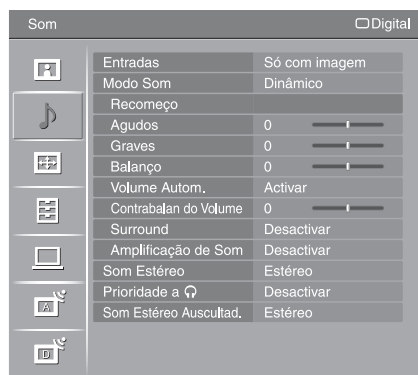 Som Digital
Entradas Só com imagem
Modo Som Dinâmico
Recomeço
Agudos 0
Graves 0
Balanço 0
Volume Autom. Activar
Contrabalan do Volume 0
Surround Desactivar
Amplificação de Som Desactivar
Som Estéreo Estéreo
Prioridade a Desactivar
Som Estéreo Auscultad. Estéreo
A
D